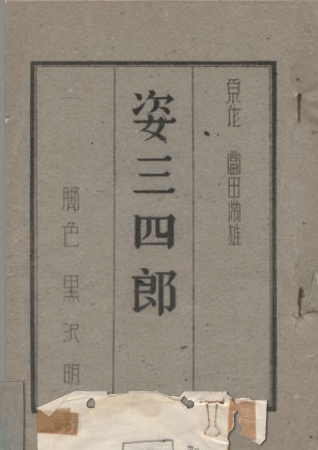 原作 富田常雄
姿三四郎
脚色 黒沢明